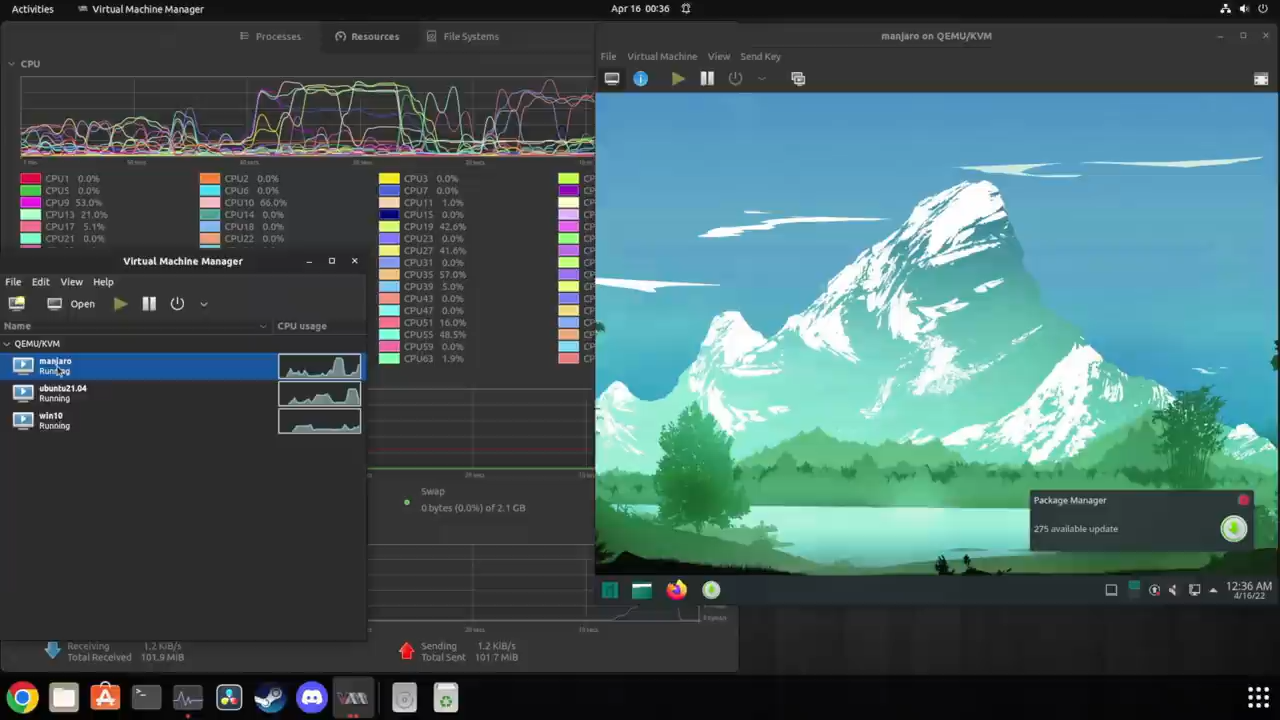 Activities
Virtual Machine Manager
Apr 16 00:36
Processes
Resources
File Systems
CPU
CPU1 0.0%
CPU2 0.0%
CPU3 0.0%
CPU5 0.0%
CPU6 0.0%
CPU7 0.0%
CPU9 53.0%
CPU10 66.0%
CPU11 1.0%
CPU13 21.0%
CPU14 0.0%
CPU15 0.0%
CPU17 5.1%
CPU18 0.0%
CPU19 42.6%
CPU21 0.0%
CPU22 0.0%
CPU23 0.0%
CPU27 41.6%
CPU31 0.0%
CPU35 57.0%
CPU39 5.0%
CPU43 0.0%
CPU47 0.0%
CPU51 16.0%
CPU55 48.5%
CPU59 0.0%
CPU63 1.9%
Swap
0 bytes (0.0%) of 2.1 GB
Receiving 1.2 KiB/s
Total Received 101.9 MiB
Sending 1.2 KiB/s
Total Sent 101.7 MiB
Virtual Machine Manager
File Edit View Help
Open
Name CPU usage
QEMU/KVM
manjaro
Running
ubuntu21.04
Running
win10
Running
manjaro on QEMU/KVM
File Virtual Machine View Send Key
Package Manager
275 available update
12:36 AM
4/16/22